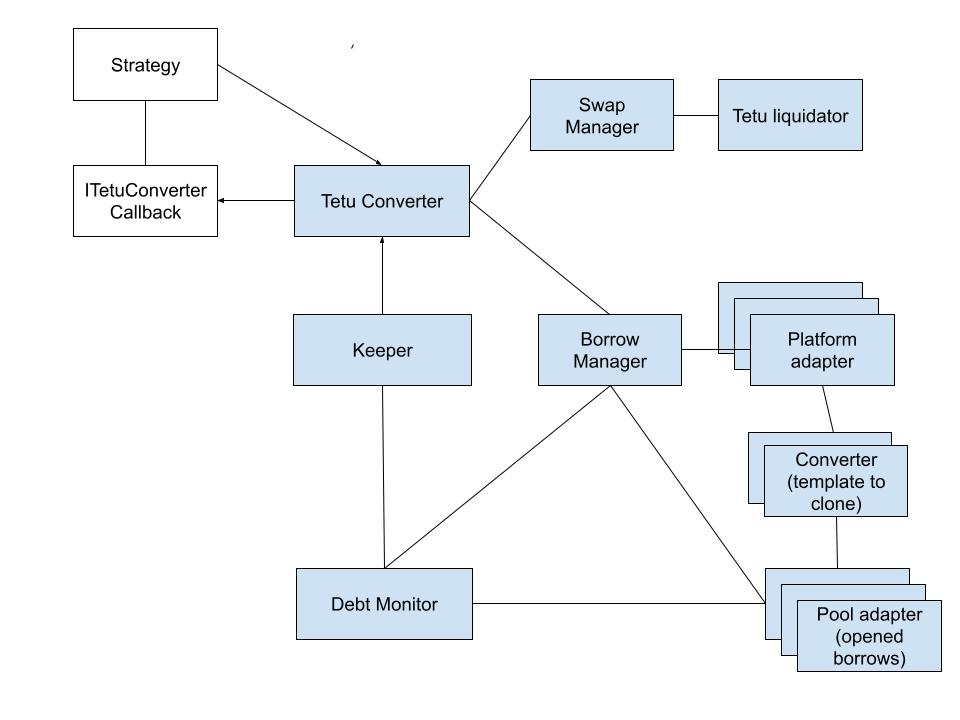 Strategy
Swap
Manager
Tetu liquidator
ITetuConverter
Callback
Tetu Converter
Keeper
Borrow
Manager
Platform
adapter
Converter
(template to
clone)
Debt Monitor
Pool adapter
(opened
borrows)